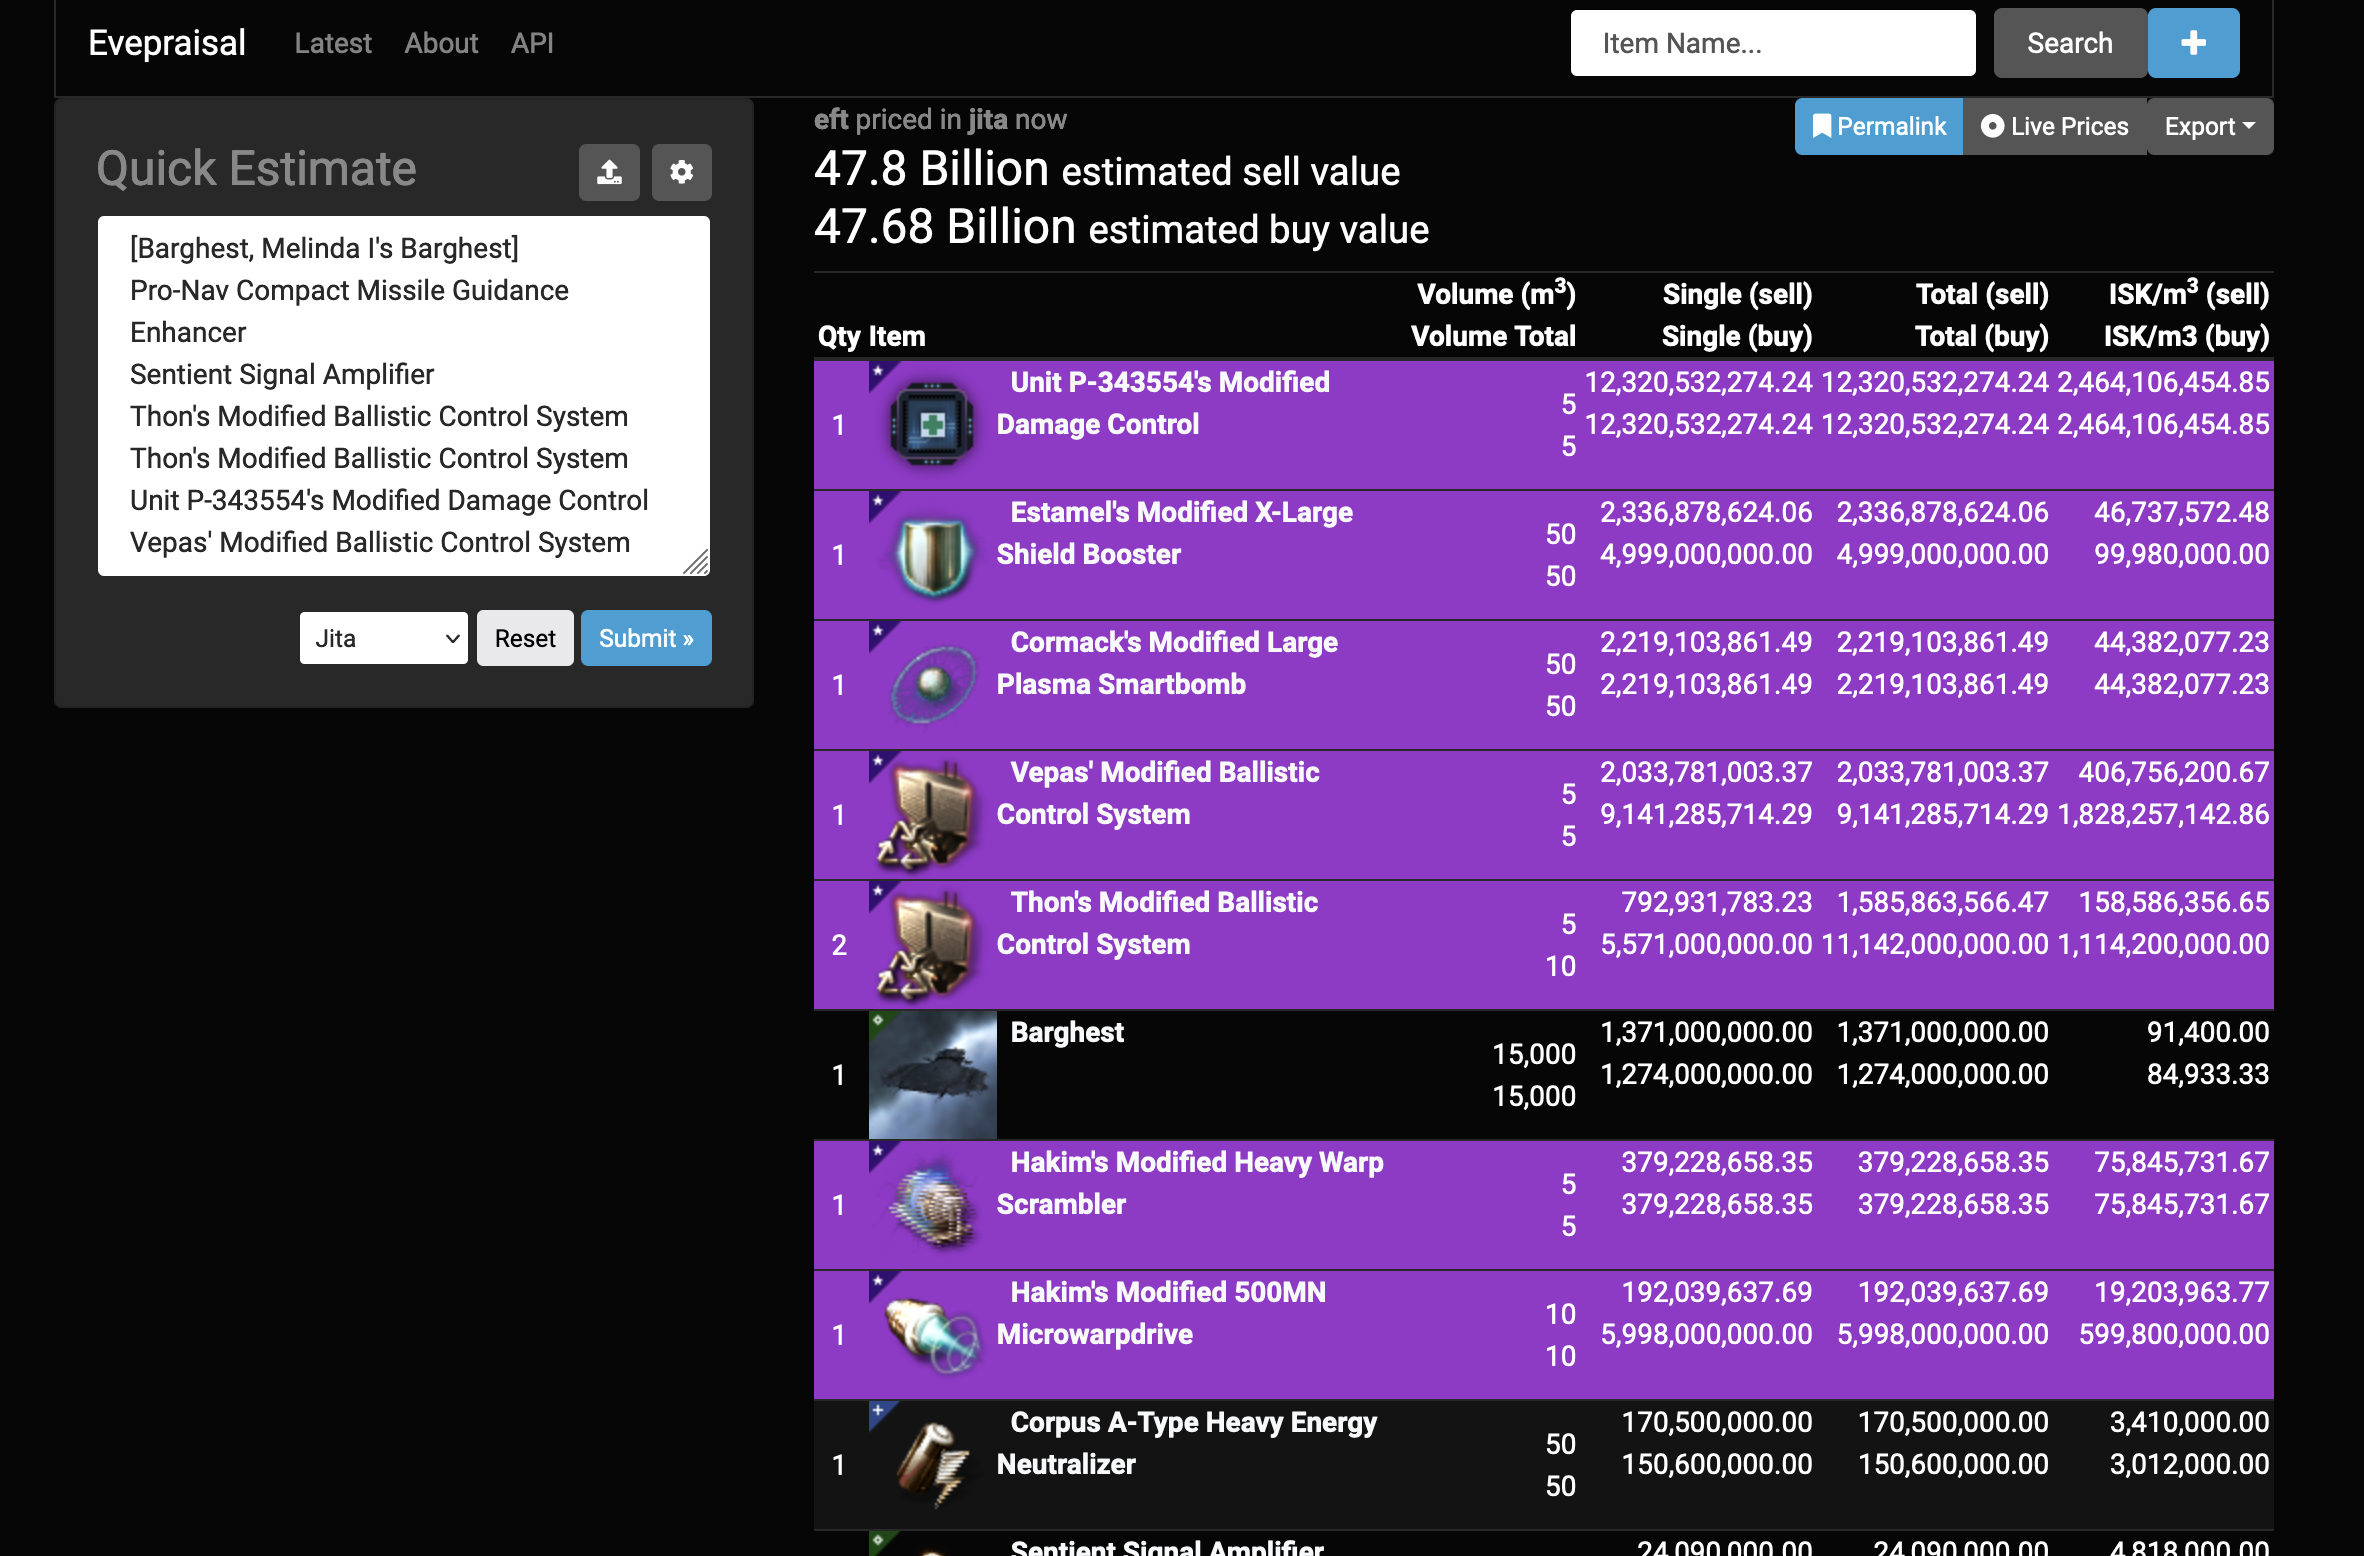 Evepraisal Latest About API Item Name... Search
Quick Estimate
[Barghest, Melinda I's Barghest]
Pro-Nav Compact Missile Guidance
Enhancer
Sentient Signal Amplifier
Thon's Modified Ballistic Control System
Thon's Modified Ballistic Control System
Unit P-343554's Modified Damage Control
Vepas' Modified Ballistic Control System
Jita Reset Submit »
eft priced in jita now
Permalink Live Prices Export
47.8 Billion estimated sell value
47.68 Billion estimated buy value
Volume (m³) Single (sell) Total (sell) ISK/m³ (sell)
Qty Item Volume Total Single (buy) Total (buy) ISK/m3 (buy)
Unit P-343554's Modified 5 12,320,532,274.24 12,320,532,274.24 2,464,106,454.85
1 Damage Control 5 12,320,532,274.24 12,320,532,274.24 2,464,106,454.85
Estamel's Modified X-Large 50 2,336,878,624.06 2,336,878,624.06 46,737,572.48
1 Shield Booster 50 4,999,000,000.00 4,999,000,000.00 99,980,000.00
Cormack's Modified Large 50 2,219,103,861.49 2,219,103,861.49 44,382,077.23
1 Plasma Smartbomb 50 2,219,103,861.49 2,219,103,861.49 44,382,077.23
Vepas' Modified Ballistic 5 2,033,781,003.37 2,033,781,003.37 406,756,200.67
1 Control System 5 9,141,285,714.29 9,141,285,714.29 1,828,257,142.86
Thon's Modified Ballistic 5 792,931,783.23 1,585,863,566.47 158,586,356.65
2 Control System 10 5,571,000,000.00 11,142,000,000.00 1,114,200,000.00
Barghest 15,000 1,371,000,000.00 1,371,000,000.00 91,400.00
1 15,000 1,274,000,000.00 1,274,000,000.00 84,933.33
Hakim's Modified Heavy Warp 5 379,228,658.35 379,228,658.35 75,845,731.67
1 Scrambler 5 379,228,658.35 379,228,658.35 75,845,731.67
Hakim's Modified 500MN 10 192,039,637.69 192,039,637.69 19,203,963.77
1 Microwarpdrive 10 5,998,000,000.00 5,998,000,000.00 599,800,000.00
Corpus A-Type Heavy Energy 50 170,500,000.00 170,500,000.00 3,410,000.00
1 Neutralizer 50 150,600,000.00 150,600,000.00 3,012,000.00
Sentient Signal Amplifier 24,090,000.00 24,090,000.00 4,818,000.00